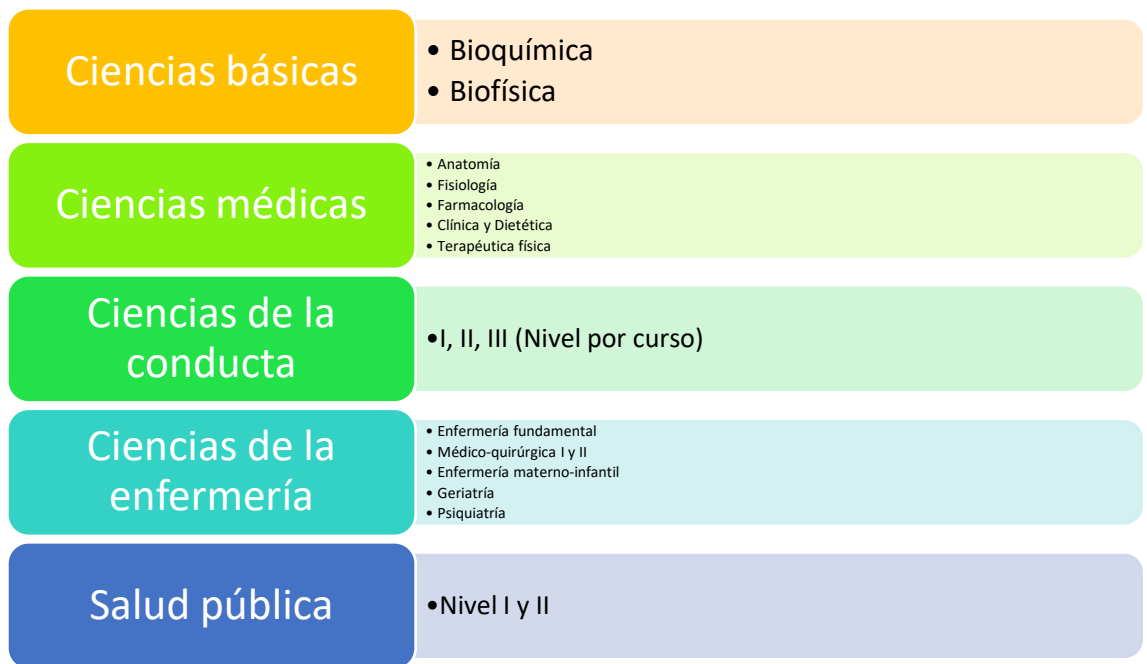 Ciencias básicas
• Bioquímica
• Biofísica
Ciencias médicas
• Anatomía
• Fisiología
• Farmacología
• Clínica y Dietética
• Terapéutica física
Ciencias de la
conducta
•I, II, III (Nivel por curso)
Ciencias de la
enfermería
• Enfermería fundamental
• Médico-quirúrgica I y II
• Enfermería materno-infantil
• Geriatría
• Psiquiatría
Salud pública
•Nivel I y II